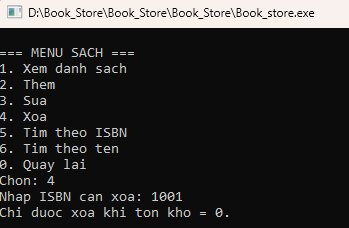 D:\Book_Store\Book_Store\Book_Store\Book_store.exe
=== MENU SACH ===
1. Xem danh sach
2. Them
3. Sua
4. Xoa
5. Tim theo ISBN
6. Tim theo ten
0. Quay lai
Chon: 4
Nhap ISBN can xoa: 1001
Chi duoc xoa khi ton kho = 0.